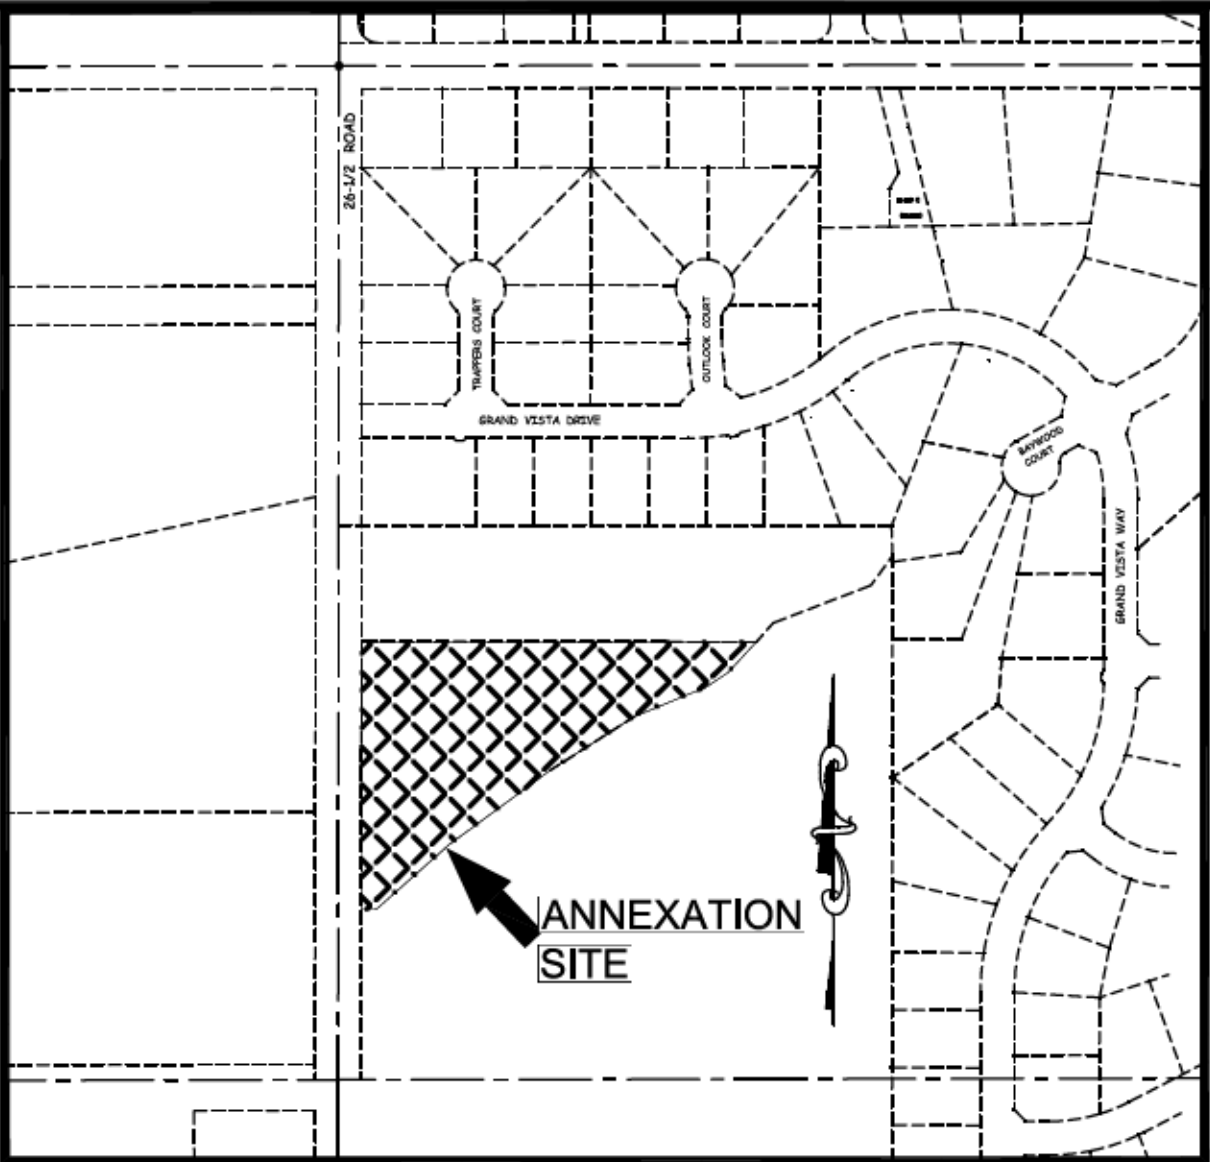 26-1/2 ROAD
TRAPPERS COURT
OUTLOOK COURT
GRAND VISTA DRIVE
BAYWOOD
COURT
GRAND VISTA WAY
ANNEXATION
SITE